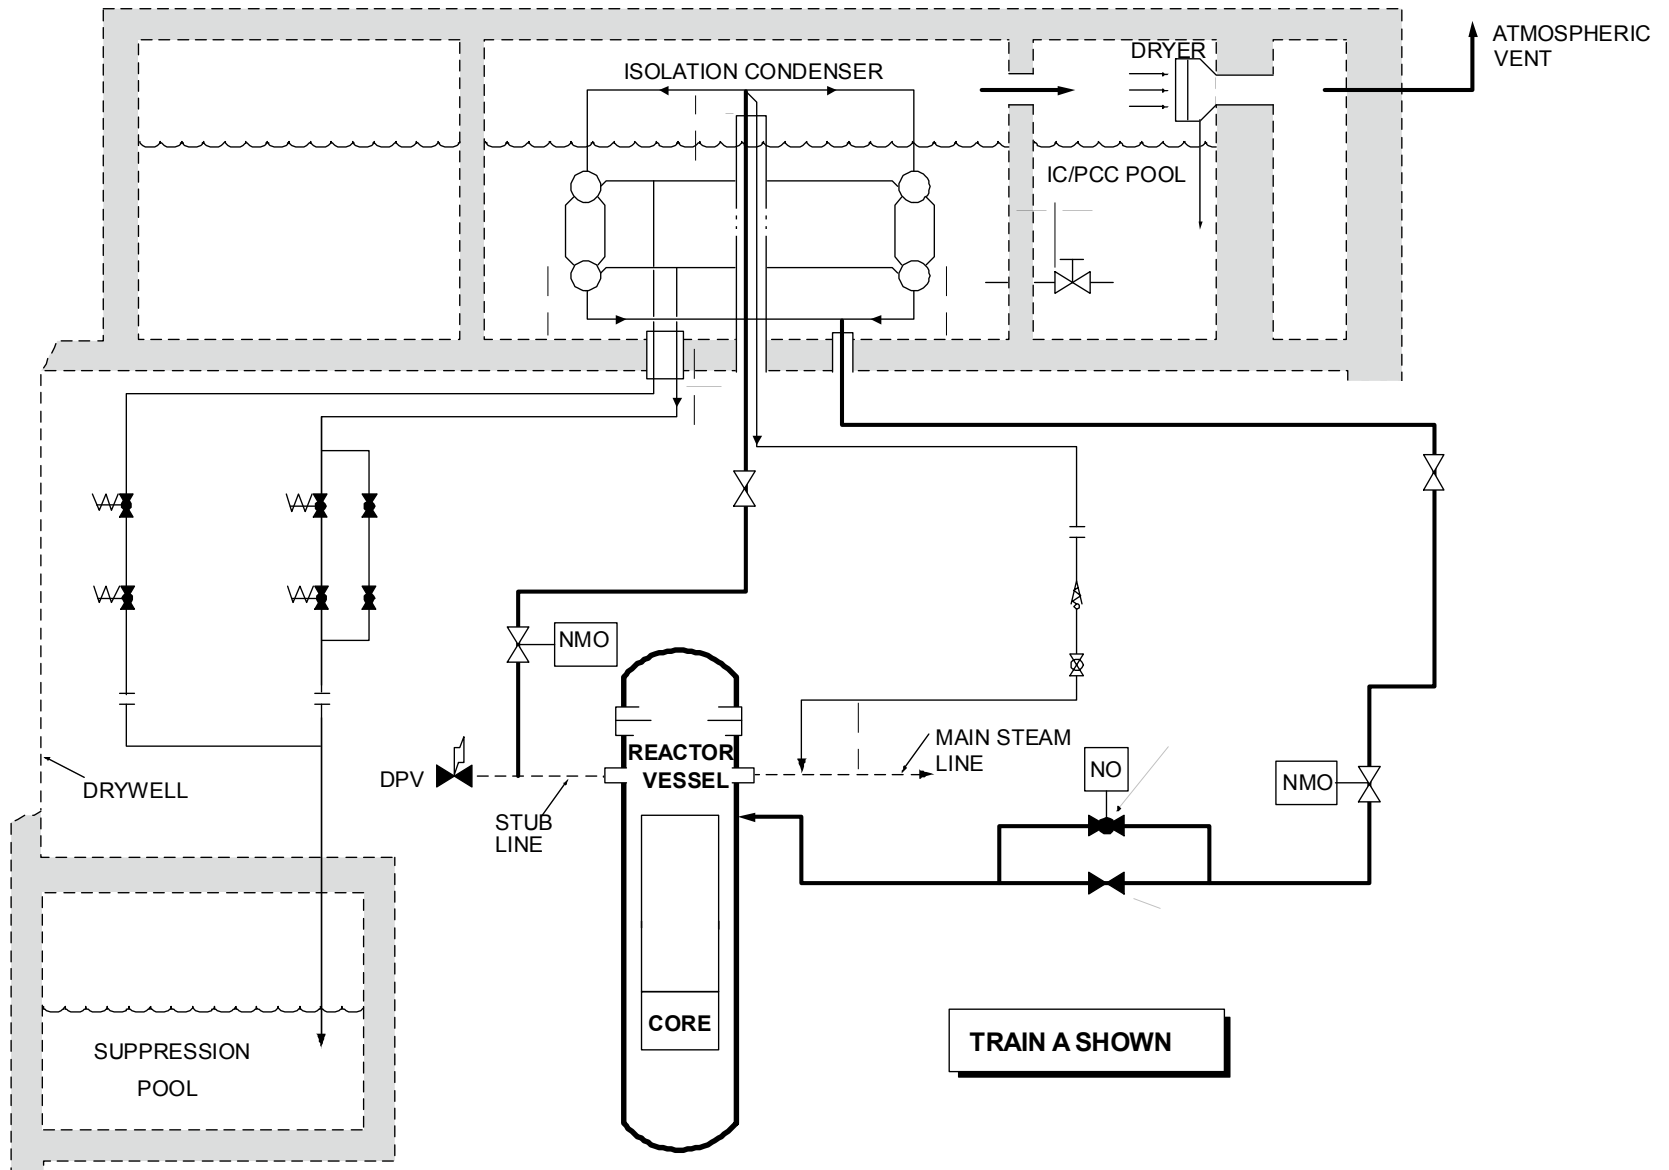 ATMOSPHERIC
VENT
DRYER
ISOLATION CONDENSER
IC/PCC POOL
NMO
REACTOR
VESSEL
MAIN STEAM
LINE
DPV
STUB
LINE
DRYWELL
NO
NMO
CORE
SUPPRESSION
POOL
TRAIN A SHOWN